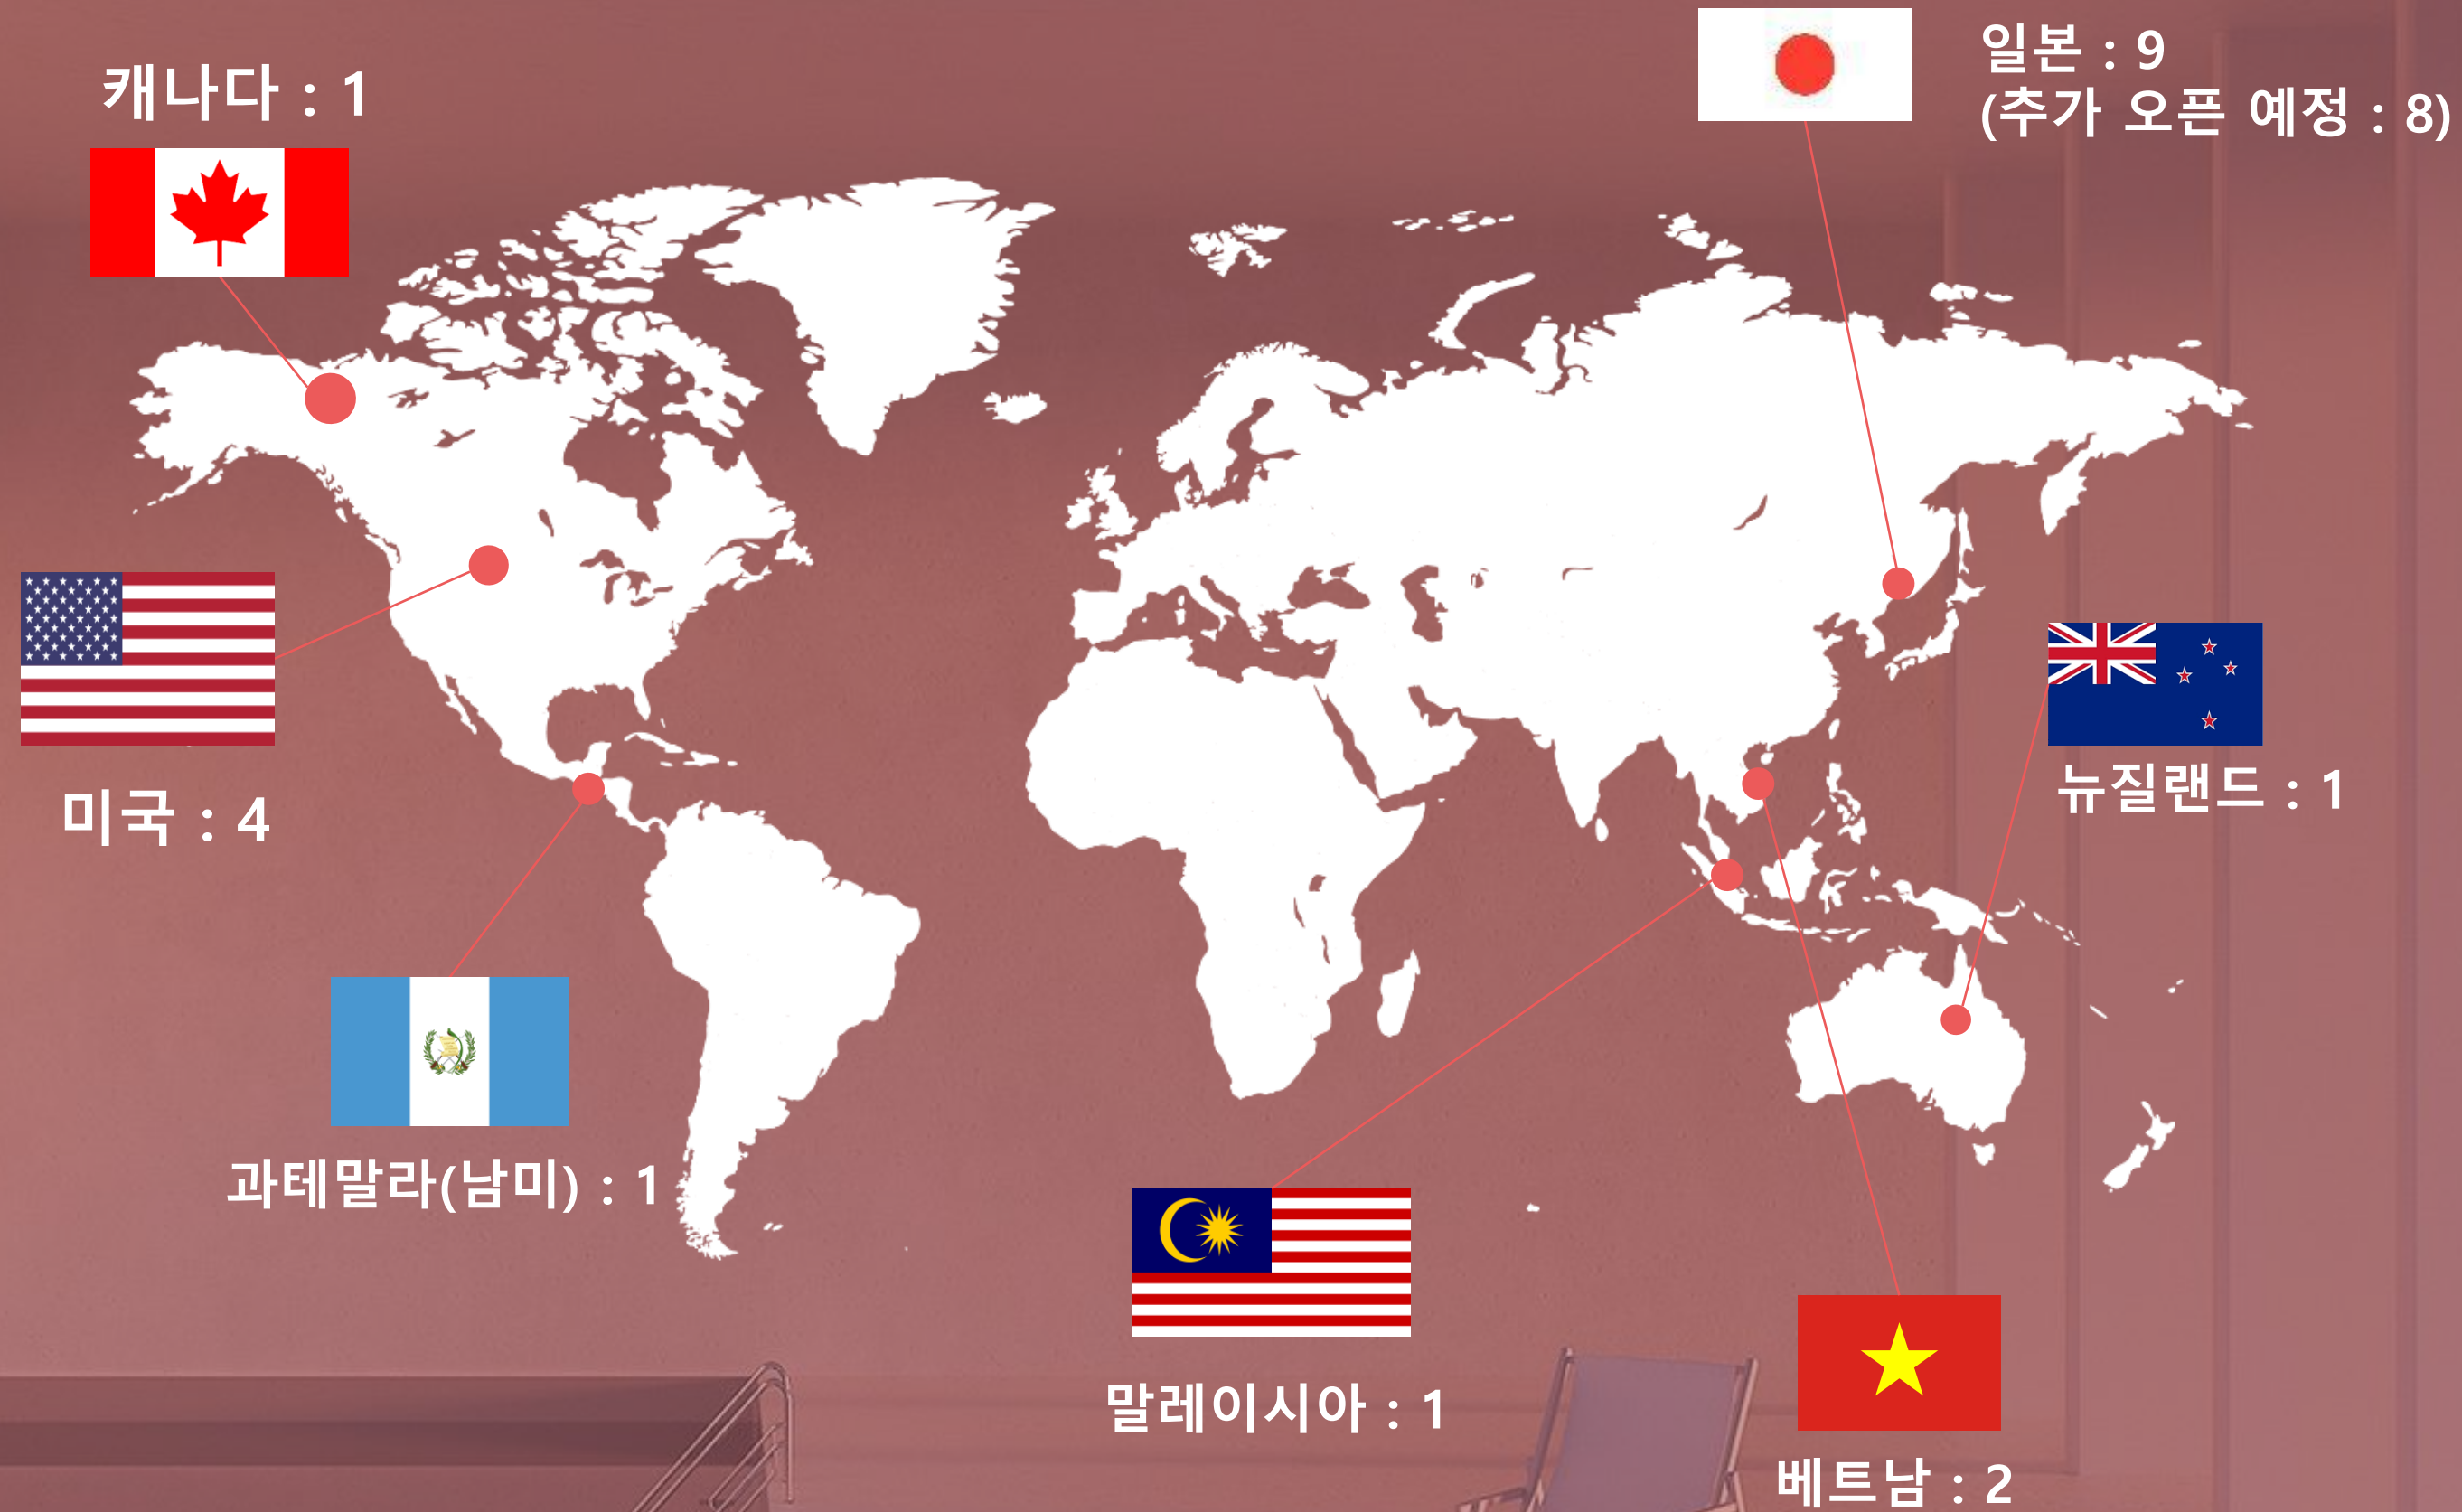 캐나다 : 1
일본 : 9
(추가 오픈 예정 : 8)
미국 : 4
뉴질랜드 : 1
과테말라(남미) : 1
말레이시아 : 1
베트남 : 2